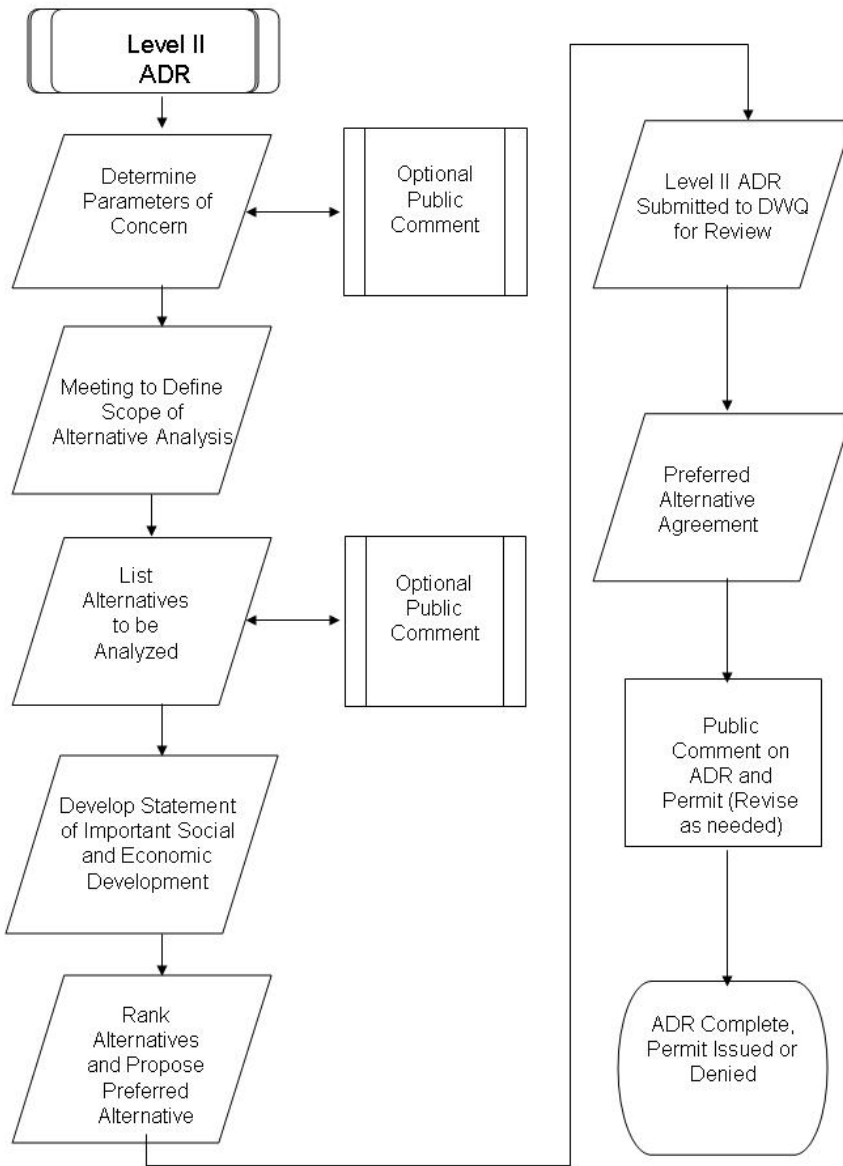 Level II
ADR
Determine
Parameters of
Concern
Optional
Public
Comment
Meeting to Define
Scope of
Alternative Analysis
List
Alternatives
to be
Analyzed
Optional
Public
Comment
Develop Statement
of Important Social
and Economic
Development
Rank
Alternatives
and Propose
Preferred
Alternative
Level II ADR
Submitted to DWQ
for Review
Preferred
Alternative
Agreement
Public
Comment on
ADR and
Permit (Revise
as needed)
ADR Complete,
Permit Issued or
Denied